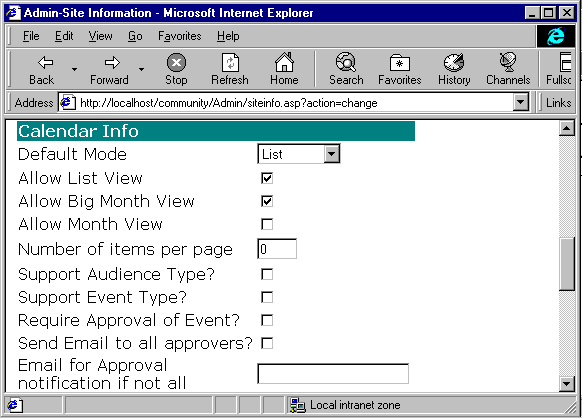 Admin-Site Information - Microsoft Internet Explorer
File Edit View Go Favorites Help
Back Forward Stop Refresh Home Search Favorites History Channels Fullsc
Address http://localhost/community/Admin/siteinfo.asp?action=change Links
Calendar Info
Default Mode List
Allow List View
Allow Big Month View
Allow Month View
Number of items per page 0
Support Audience Type?
Support Event Type?
Require Approval of Event?
Send Email to all approvers?
Email for Approval
notification if not all
Local intranet zone